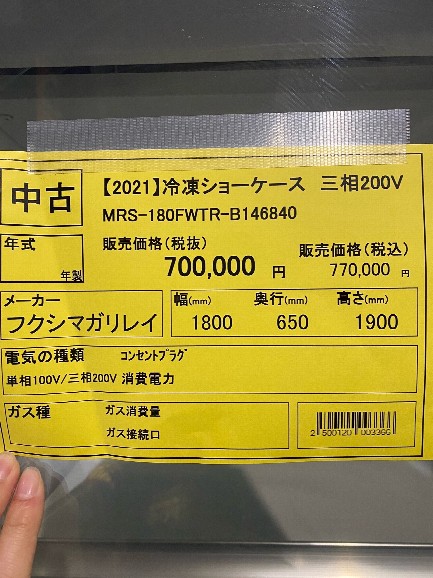 中古
【2021】冷凍ショーケース 三相200V
MRS-180FWTR-B146840
年式
年製
販売価格(税抜)
700,000 円
販売価格(税込)
770,000 円
メーカー
フクシマガリレイ
幅(mm) 奥行(mm) 高さ(mm)
1800 650 1900
電気の種類 コンセントプラグ
単相100V/三相200V 消費電力
ガス種 ガス消費量
ガス接続口
2 500120 003366